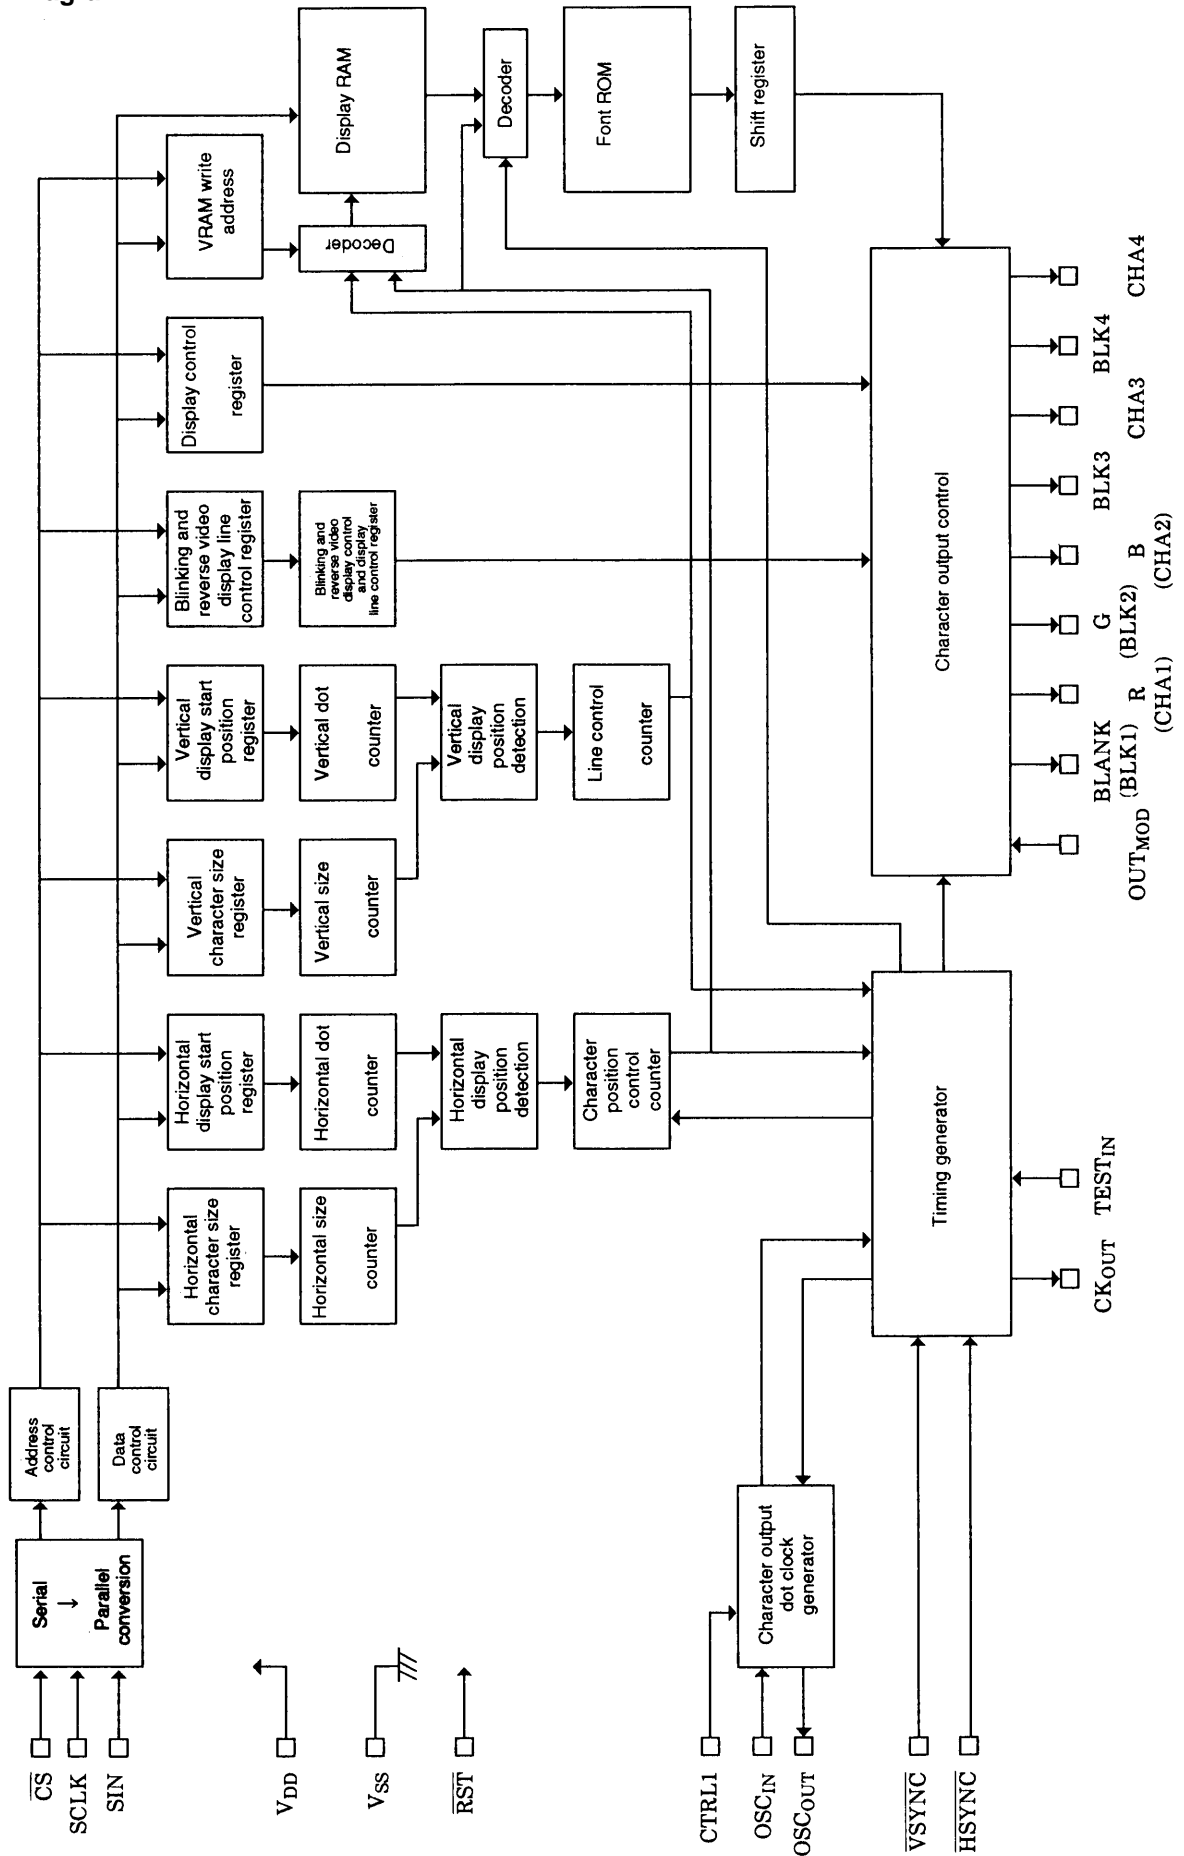 Serial
↓
Parallel
conversion
Address
control
circuit
Data
control
circuit
Horizontal
character size
register
Horizontal
display start
position
register
Vertical
character size
register
Vertical
display start
position
register
Blinking and
reverse video
display line
control register
Display control
register
VRAM write
address
Horizontal size
counter
Horizontal dot
counter
Vertical size
counter
Vertical dot
counter
Blinking and
reverse video
display control
and display
line control register
Decoder
Display RAM
Horizontal
display
position
detection
Vertical
display
position
detection
Decoder
Character
position
control
counter
Line control
counter
Font ROM
Character output
dot clock
generator
Shift register
Timing generator
Character output control
CS
SCLK
SIN
VDD
VSS
RST
CTRL1
OSCIN
OSCOUT
VSYNC
HSYNC
CKOUT
TESTIN
OUTMOD
BLANK
(BLK1)
R
(CHA1)
G
(BLK2)
B
(CHA2)
BLK3
CHA3
BLK4
CHA4